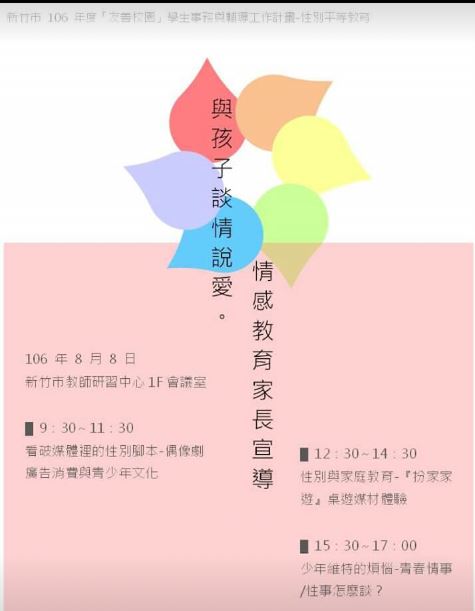 新竹市 106 年度「友善校園」學生事務與輔導工作計畫-性別平等教育
與孩子談情說愛。
情感教育家長宣導
106 年 8 月 8 日
新竹市教師研習中心 1F 會議室
█ 9：30~11：30
看破媒體裡的性別腳本-偶像劇
廣告消費與青少年文化
█ 12：30~14：30
性別與家庭教育-『扮家家
遊』桌遊媒材體驗
█ 15：30~17：00
少年維特的煩惱-青春情事
/性事怎麼談？